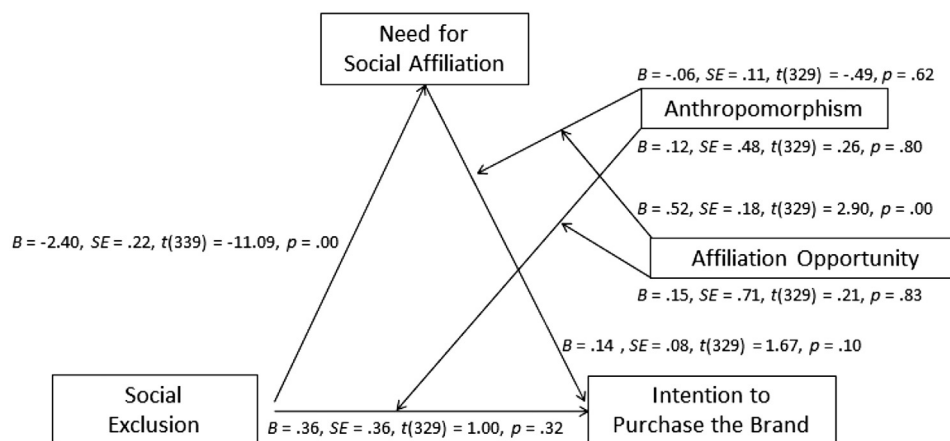 Need for
Social Affiliation
B = -.06, SE = .11, t(329) = -.49, p = .62
Anthropomorphism
B = .12, SE = .48, t(329) = .26, p = .80
B = .52, SE = .18, t(329) = 2.90, p = .00
B = -2.40, SE = .22, t(339) = -11.09, p = .00
Affiliation Opportunity
B = .15, SE = .71, t(329) = .21, p = .83
B = .14 , SE = .08, t(329) = 1.67, p = .10
Social
Exclusion
Intention to
Purchase the Brand
B = .36, SE = .36, t(329) = 1.00, p = .32